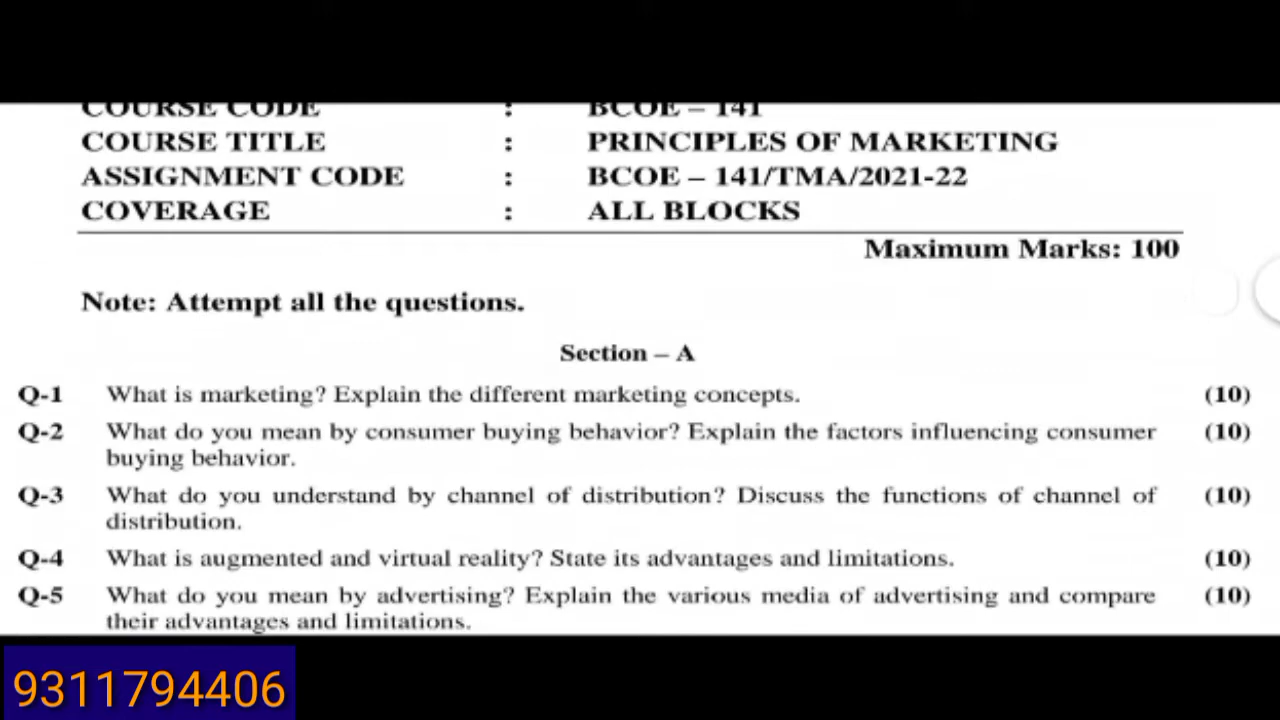 COURSE CODE : BCOE – 141
COURSE TITLE : PRINCIPLES OF MARKETING
ASSIGNMENT CODE : BCOE – 141/TMA/2021-22
COVERAGE : ALL BLOCKS
Maximum Marks: 100
Note: Attempt all the questions.
Section – A
Q-1 What is marketing? Explain the different marketing concepts. (10)
Q-2 What do you mean by consumer buying behavior? Explain the factors influencing consumer (10)
buying behavior.
Q-3 What do you understand by channel of distribution? Discuss the functions of channel of (10)
distribution.
Q-4 What is augmented and virtual reality? State its advantages and limitations. (10)
Q-5 What do you mean by advertising? Explain the various media of advertising and compare (10)
their advantages and limitations.
9311794406